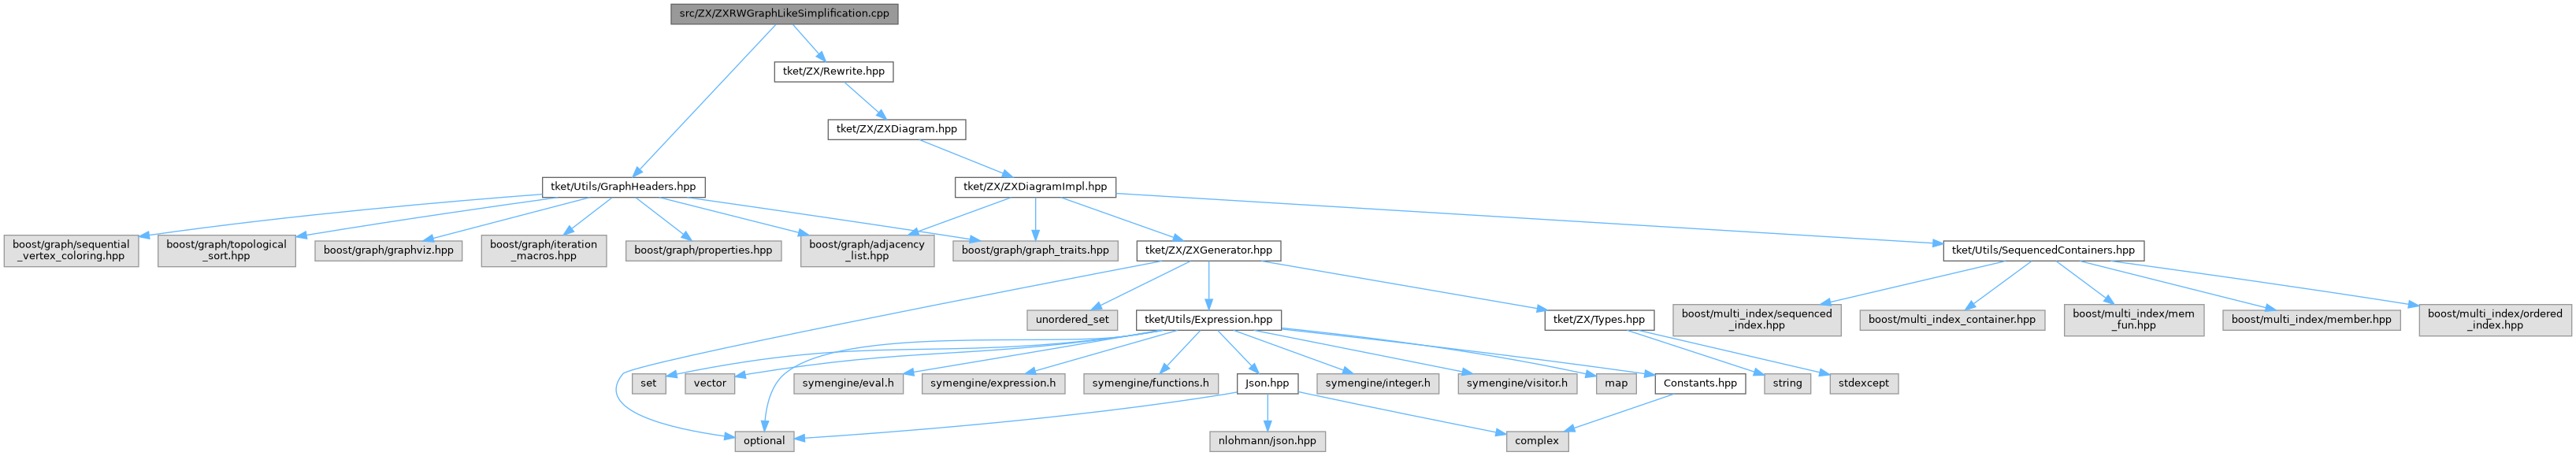 src/ZX/ZXRWGraphLikeSimplification.cpp
tket/ZX/Rewrite.hpp
tket/ZX/ZXDiagram.hpp
tket/Utils/GraphHeaders.hpp
tket/ZX/ZXDiagramImpl.hpp
boost/graph/sequential
_vertex_coloring.hpp
boost/graph/topological
_sort.hpp
boost/graph/graphviz.hpp
boost/graph/iteration
_macros.hpp
boost/graph/properties.hpp
boost/graph/adjacency
_list.hpp
boost/graph/graph_traits.hpp
tket/ZX/ZXGenerator.hpp
tket/Utils/SequencedContainers.hpp
unordered_set
tket/Utils/Expression.hpp
tket/ZX/Types.hpp
boost/multi_index/sequenced
_index.hpp
boost/multi_index_container.hpp
boost/multi_index/mem
_fun.hpp
boost/multi_index/member.hpp
boost/multi_index/ordered
_index.hpp
set
vector
symengine/eval.h
symengine/expression.h
symengine/functions.h
Json.hpp
symengine/integer.h
symengine/visitor.h
map
Constants.hpp
string
stdexcept
optional
nlohmann/json.hpp
complex